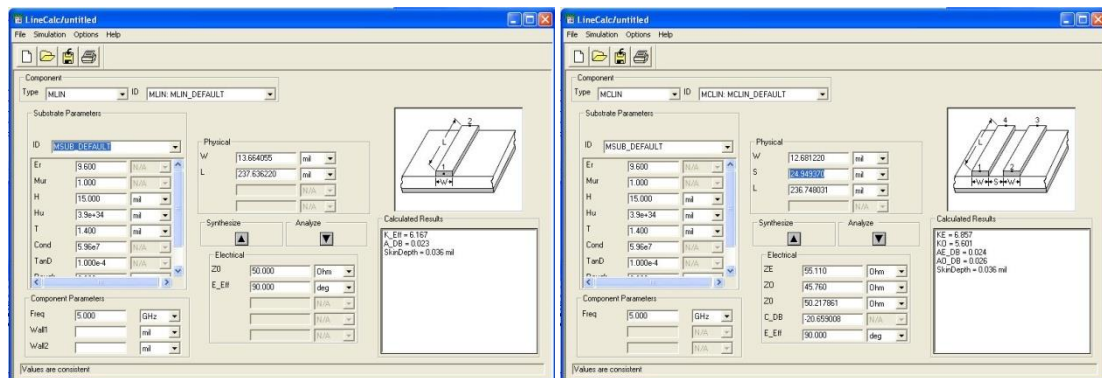 LineCalc/untitled
File Simulation Options Help
Component
Type MLIN ID MLIN: MLIN_DEFAULT
Substrate Parameters
ID MSUB_DEFAULT
Er 9.600 N/A
Mur 1.000 N/A
H 15.000 mil
Hu 3.9e+34 mil
T 1.400 mil
Cond 5.96e7 N/A
TanD 1.000e-4 N/A
Component Parameters
Freq 5.000 GHz
Wall1 mil
Wall2 mil
Physical
W 13.664055 mil
L 237.636220 mil
N/A
N/A
Synthesize Analyze
Electrical
Z0 50.000 Ohm
E_Eff 90.000 deg
N/A
N/A
N/A
2
L
1
W
Calculated Results
K_Eff = 6.167
A_DB = 0.023
SkinDepth = 0.036 mil
Values are consistent
LineCalc/untitled
File Simulation Options Help
Component
Type MCLIN ID MCLIN: MCLIN_DEFAULT
Substrate Parameters
ID MSUB_DEFAULT
Er 9.600 N/A
Mur 1.000 N/A
H 15.000 mil
Hu 3.9e+34 mil
T 1.400 mil
Cond 5.96e7 N/A
TanD 1.000e-4 N/A
Component Parameters
Freq 5.000 GHz
N/A
N/A
Physical
W 12.681220 mil
S 24.949370 mil
L 236.748031 mil
N/A
Synthesize Analyze
Electrical
ZE 55.110 Ohm
ZO 45.760 Ohm
Z0 50.217861 Ohm
C_DB -20.659008 N/A
E_Eff 90.000 deg
4 3
L
1 2
W S W
Calculated Results
KE = 6.857
KO = 5.601
AE_DB = 0.024
AO_DB = 0.026
SkinDepth = 0.036 mil
Values are consistent